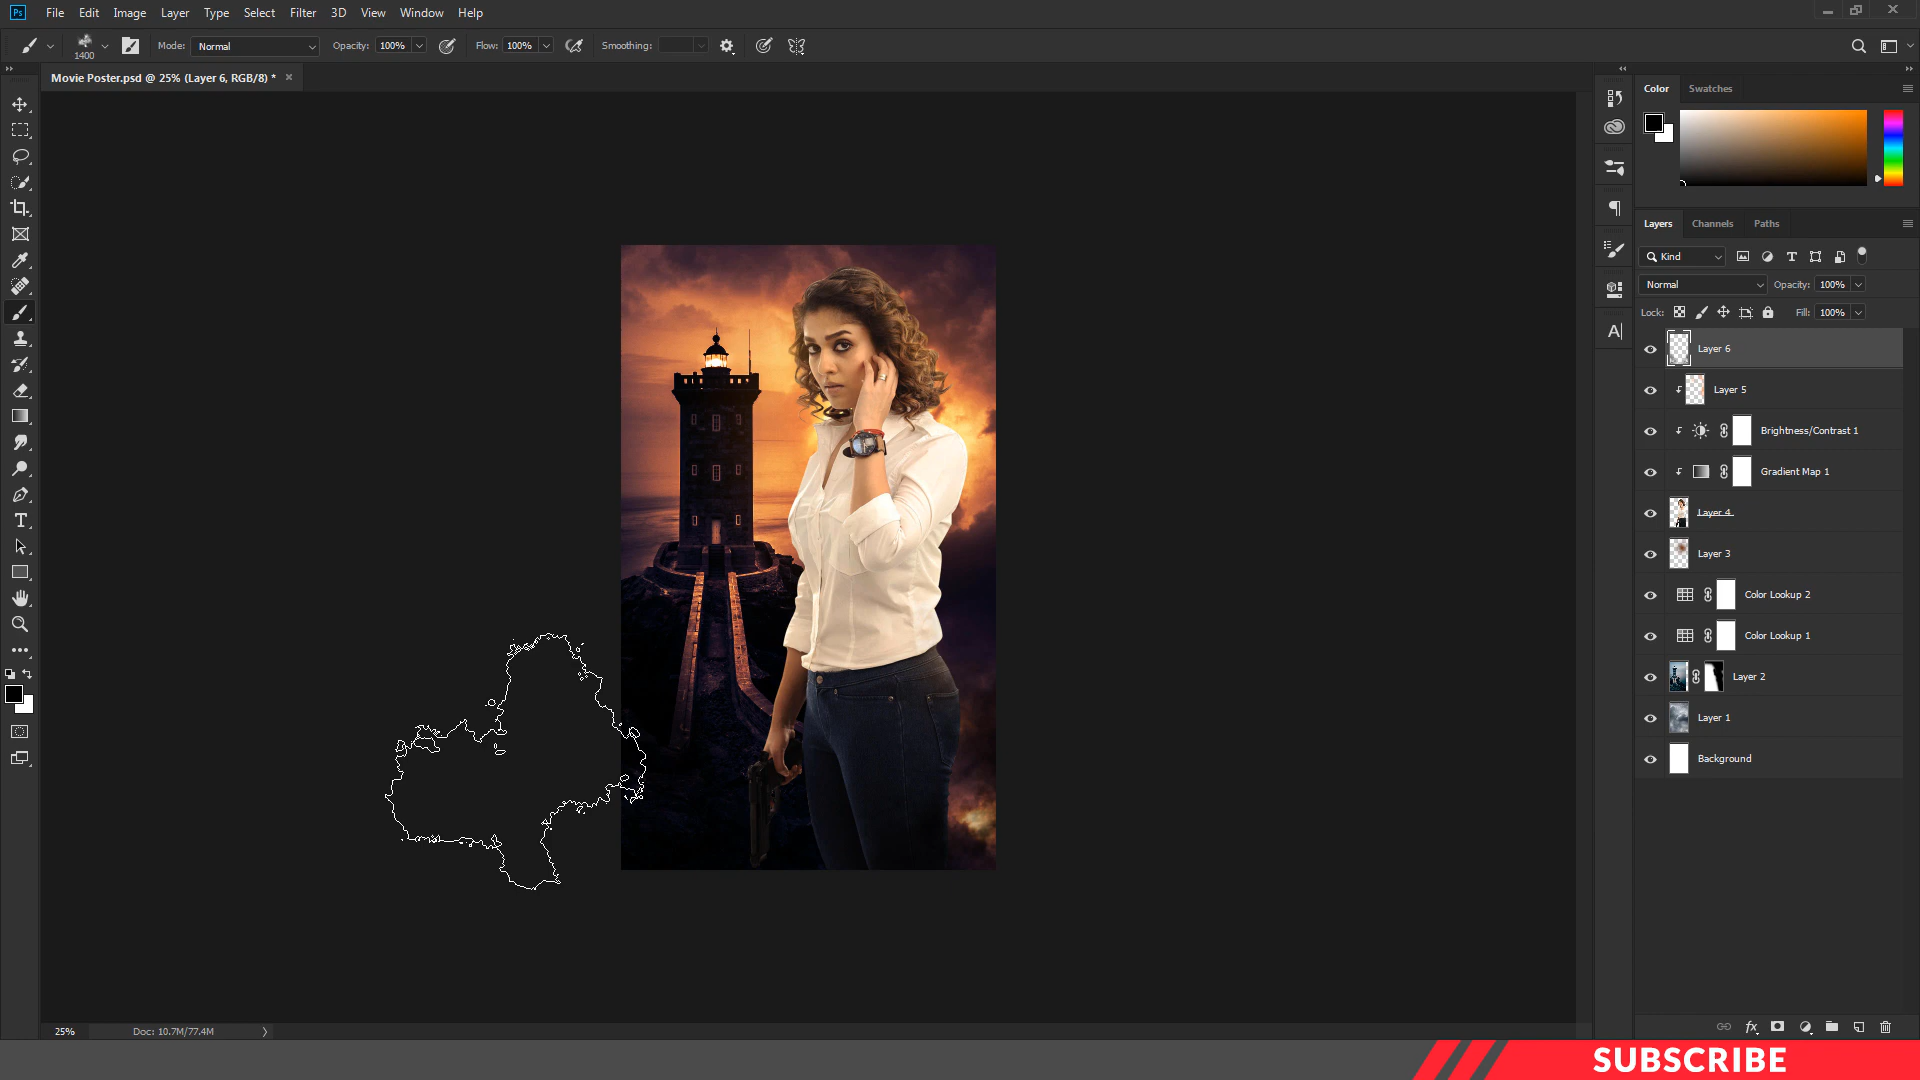 Ps File Edit Image Layer Type Select Filter 3D View Window Help
1400 Mode: Normal Opacity: 100% Flow: 100% Smoothing:
Movie Poster.psd @ 25% (Layer 6, RGB/8) * ×
Color Swatches
Layers Channels Paths
Kind
Normal Opacity: 100%
Lock: Fill: 100%
Layer 6
Layer 5
Brightness/Contrast 1
Gradient Map 1
Layer 4
Layer 3
Color Lookup 2
Color Lookup 1
Layer 2
Layer 1
Background
25% Doc: 10.7M/77.4M
SUBSCRIBE